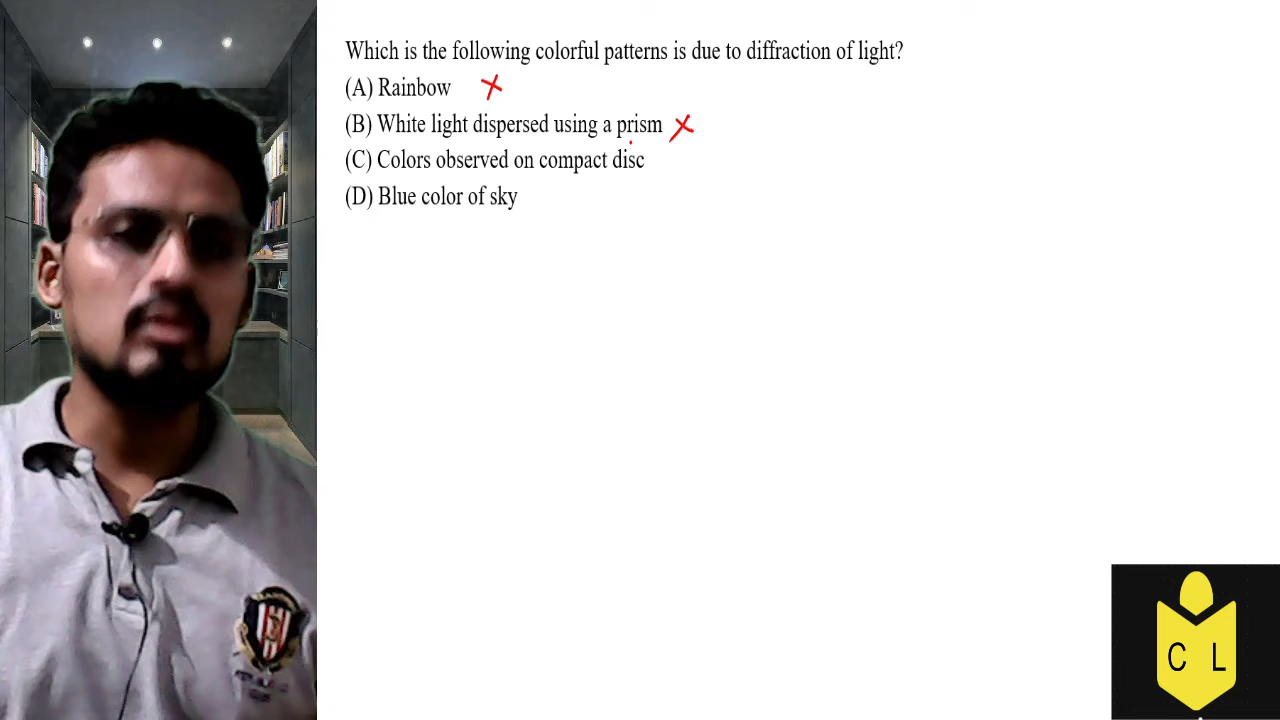 Which is the following colorful patterns is due to diffraction of light?
(A) Rainbow
(B) White light dispersed using a prism
(C) Colors observed on compact disc
(D) Blue color of sky
C L